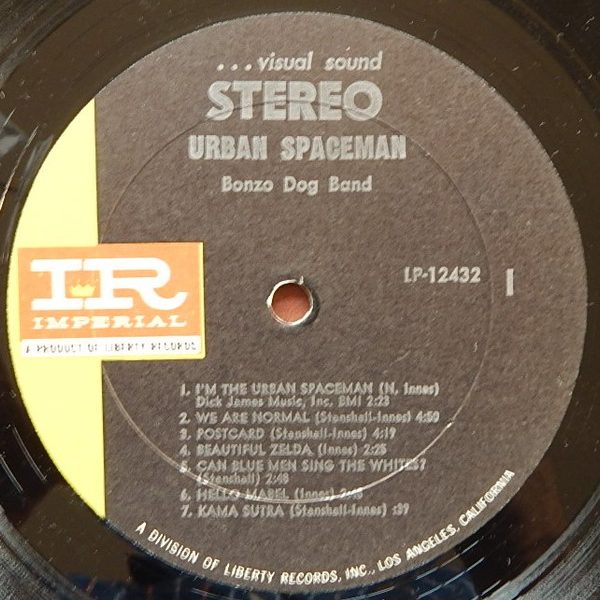 ...visual sound
STEREO
URBAN SPACEMAN
Bonzo Dog Band
LP-12432 1
IR
IMPERIAL
A PRODUCT OF LIBERTY RECORDS
1. I'M THE URBAN SPACEMAN (N. Innes)
Dick James Music, Inc. BMI 2:23
2. WE ARE NORMAL (Stanshall-Innes) 4:50
3. POSTCARD (Stanshall-Innes) 4:19
4. BEAUTIFUL ZELDA (Innes) 2:25
5. CAN BLUE MEN SING THE WHITES?
(Stanshall) 2:48
6. HELLO MABEL (Innes)
7. KAMA SUTRA (Stanshall-Innes) :39
A DIVISION OF LIBERTY RECORDS, INC., LOS ANGELES, CALIFORNIA